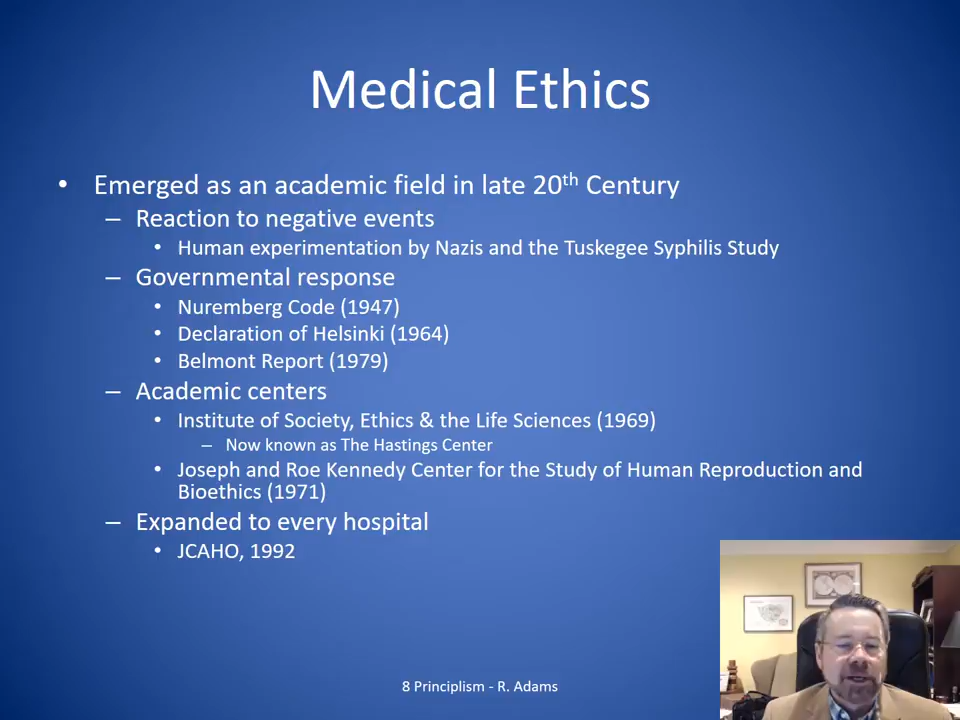 Medical Ethics
• Emerged as an academic field in late 20th Century
– Reaction to negative events
• Human experimentation by Nazis and the Tuskegee Syphilis Study
– Governmental response
• Nuremberg Code (1947)
• Declaration of Helsinki (1964)
• Belmont Report (1979)
– Academic centers
• Institute of Society, Ethics & the Life Sciences (1969)
– Now known as The Hastings Center
• Joseph and Roe Kennedy Center for the Study of Human Reproduction and
Bioethics (1971)
– Expanded to every hospital
• JCAHO, 1992
8 Principlism - R. Adams